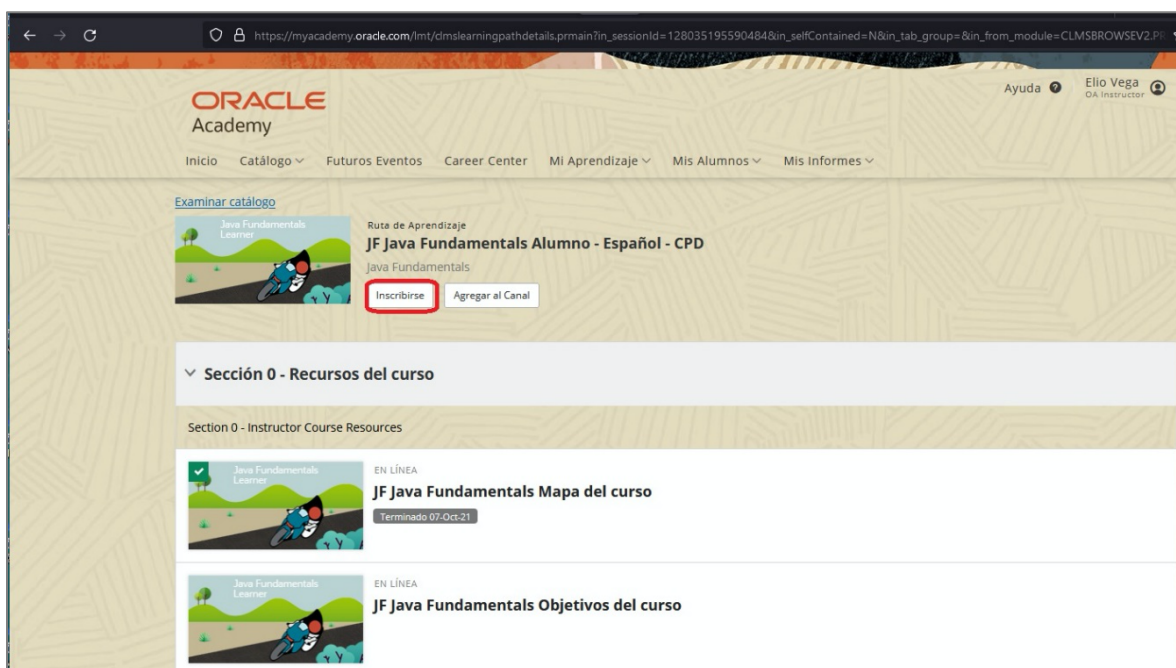 https://myacademy.oracle.com/lmt/clmslearningpathdetails.prmain?in_sessionId=128035195590484&in_selfContained=N&in_tab_group=&in_from_module=CLMSBROWSEV2.PR
ORACLE
Academy
Ayuda
Elio Vega
OA Instructor
Inicio Catálogo Futuros Eventos Career Center Mi Aprendizaje Mis Alumnos Mis Informes
Examinar catálogo
Java Fundamentals
Learner
Ruta de Aprendizaje
JF Java Fundamentals Alumno - Español - CPD
Java Fundamentals
Inscribirse Agregar al Canal
Sección 0 - Recursos del curso
Section 0 - Instructor Course Resources
Java Fundamentals
Learner
EN LÍNEA
JF Java Fundamentals Mapa del curso
Terminado 07-Oct-21
Java Fundamentals
Learner
EN LÍNEA
JF Java Fundamentals Objetivos del curso